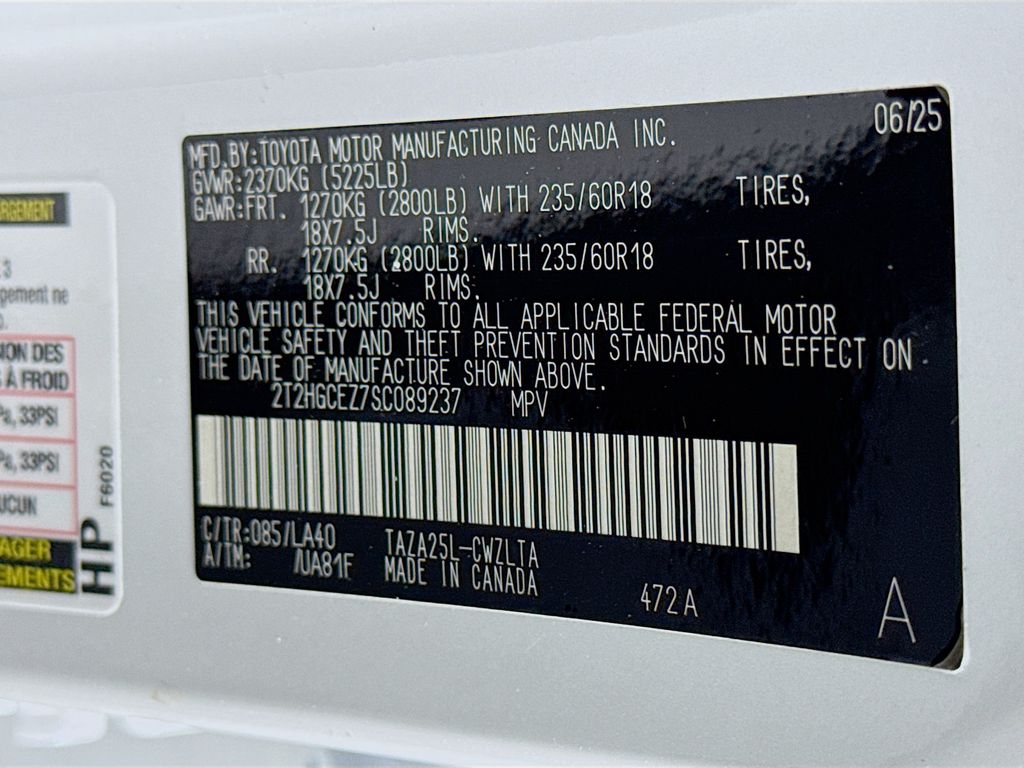 RGEMENT
3
gement ne
ION DES
À FROID
Pa, 33PSI
Pa, 33PSI
UCUN
AGER
EMENTS
HP
F6020
06/25
MFD.BY:TOYOTA MOTOR MANUFACTURING CANADA INC.
GVWR:2370KG (5225LB)
GAWR:FRT. 1270KG (2800LB) WITH 235/60R18 TIRES,
18X7.5J RIMS.
RR. 1270KG (2800LB) WITH 235/60R18 TIRES,
18X7.5J RIMS.
THIS VEHICLE CONFORMS TO ALL APPLICABLE FEDERAL MOTOR
VEHICLE SAFETY AND THEFT PREVENTION STANDARDS IN EFFECT ON
THE DATE OF MANUFACTURE SHOWN ABOVE.
2T2HGCEZ7SC089237 MPV
C/TR:085/LA40 TAZA25L-CWZLTA
A/TM: /UA81F MADE IN CANADA
472A
A